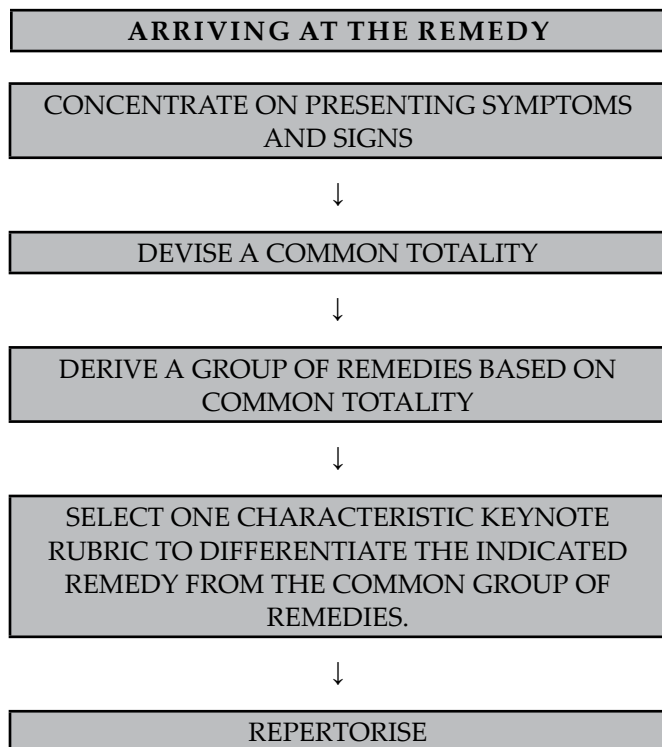 ARRIVING AT THE REMEDY
CONCENTRATE ON PRESENTING SYMPTOMS
AND SIGNS
↓
DEVISE A COMMON TOTALITY
↓
DERIVE A GROUP OF REMEDIES BASED ON
COMMON TOTALITY
↓
SELECT ONE CHARACTERISTIC KEYNOTE
RUBRIC TO DIFFERENTIATE THE INDICATED
REMEDY FROM THE COMMON GROUP OF
REMEDIES.
↓
REPERTORISE